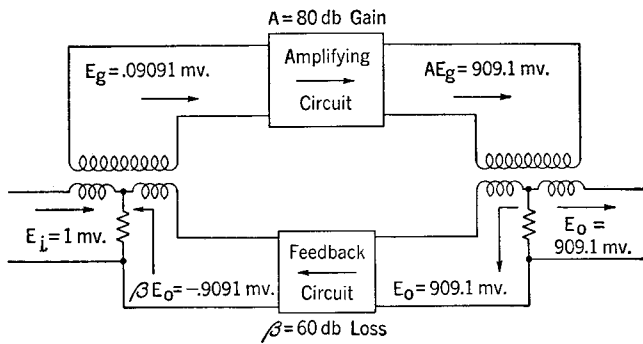 A = 80 db Gain
Eg = .09091 mv.
Amplifying
Circuit
AEg = 909.1 mv.
Ei = 1 mv.
βEo = -.9091 mv.
Feedback
Circuit
β = 60 db Loss
Eo = 909.1 mv.
Eo =
909.1 mv.